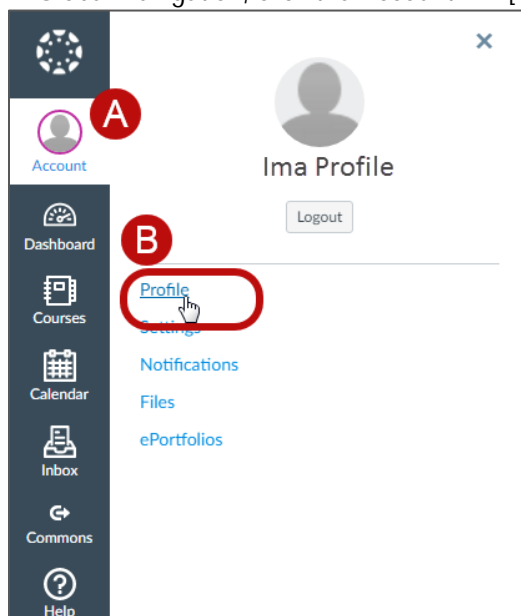 A
Account
Ima Profile
Logout
Dashboard
B
Profile
Settings
Courses
Notifications
Calendar
Files
ePortfolios
Inbox
Commons
Help